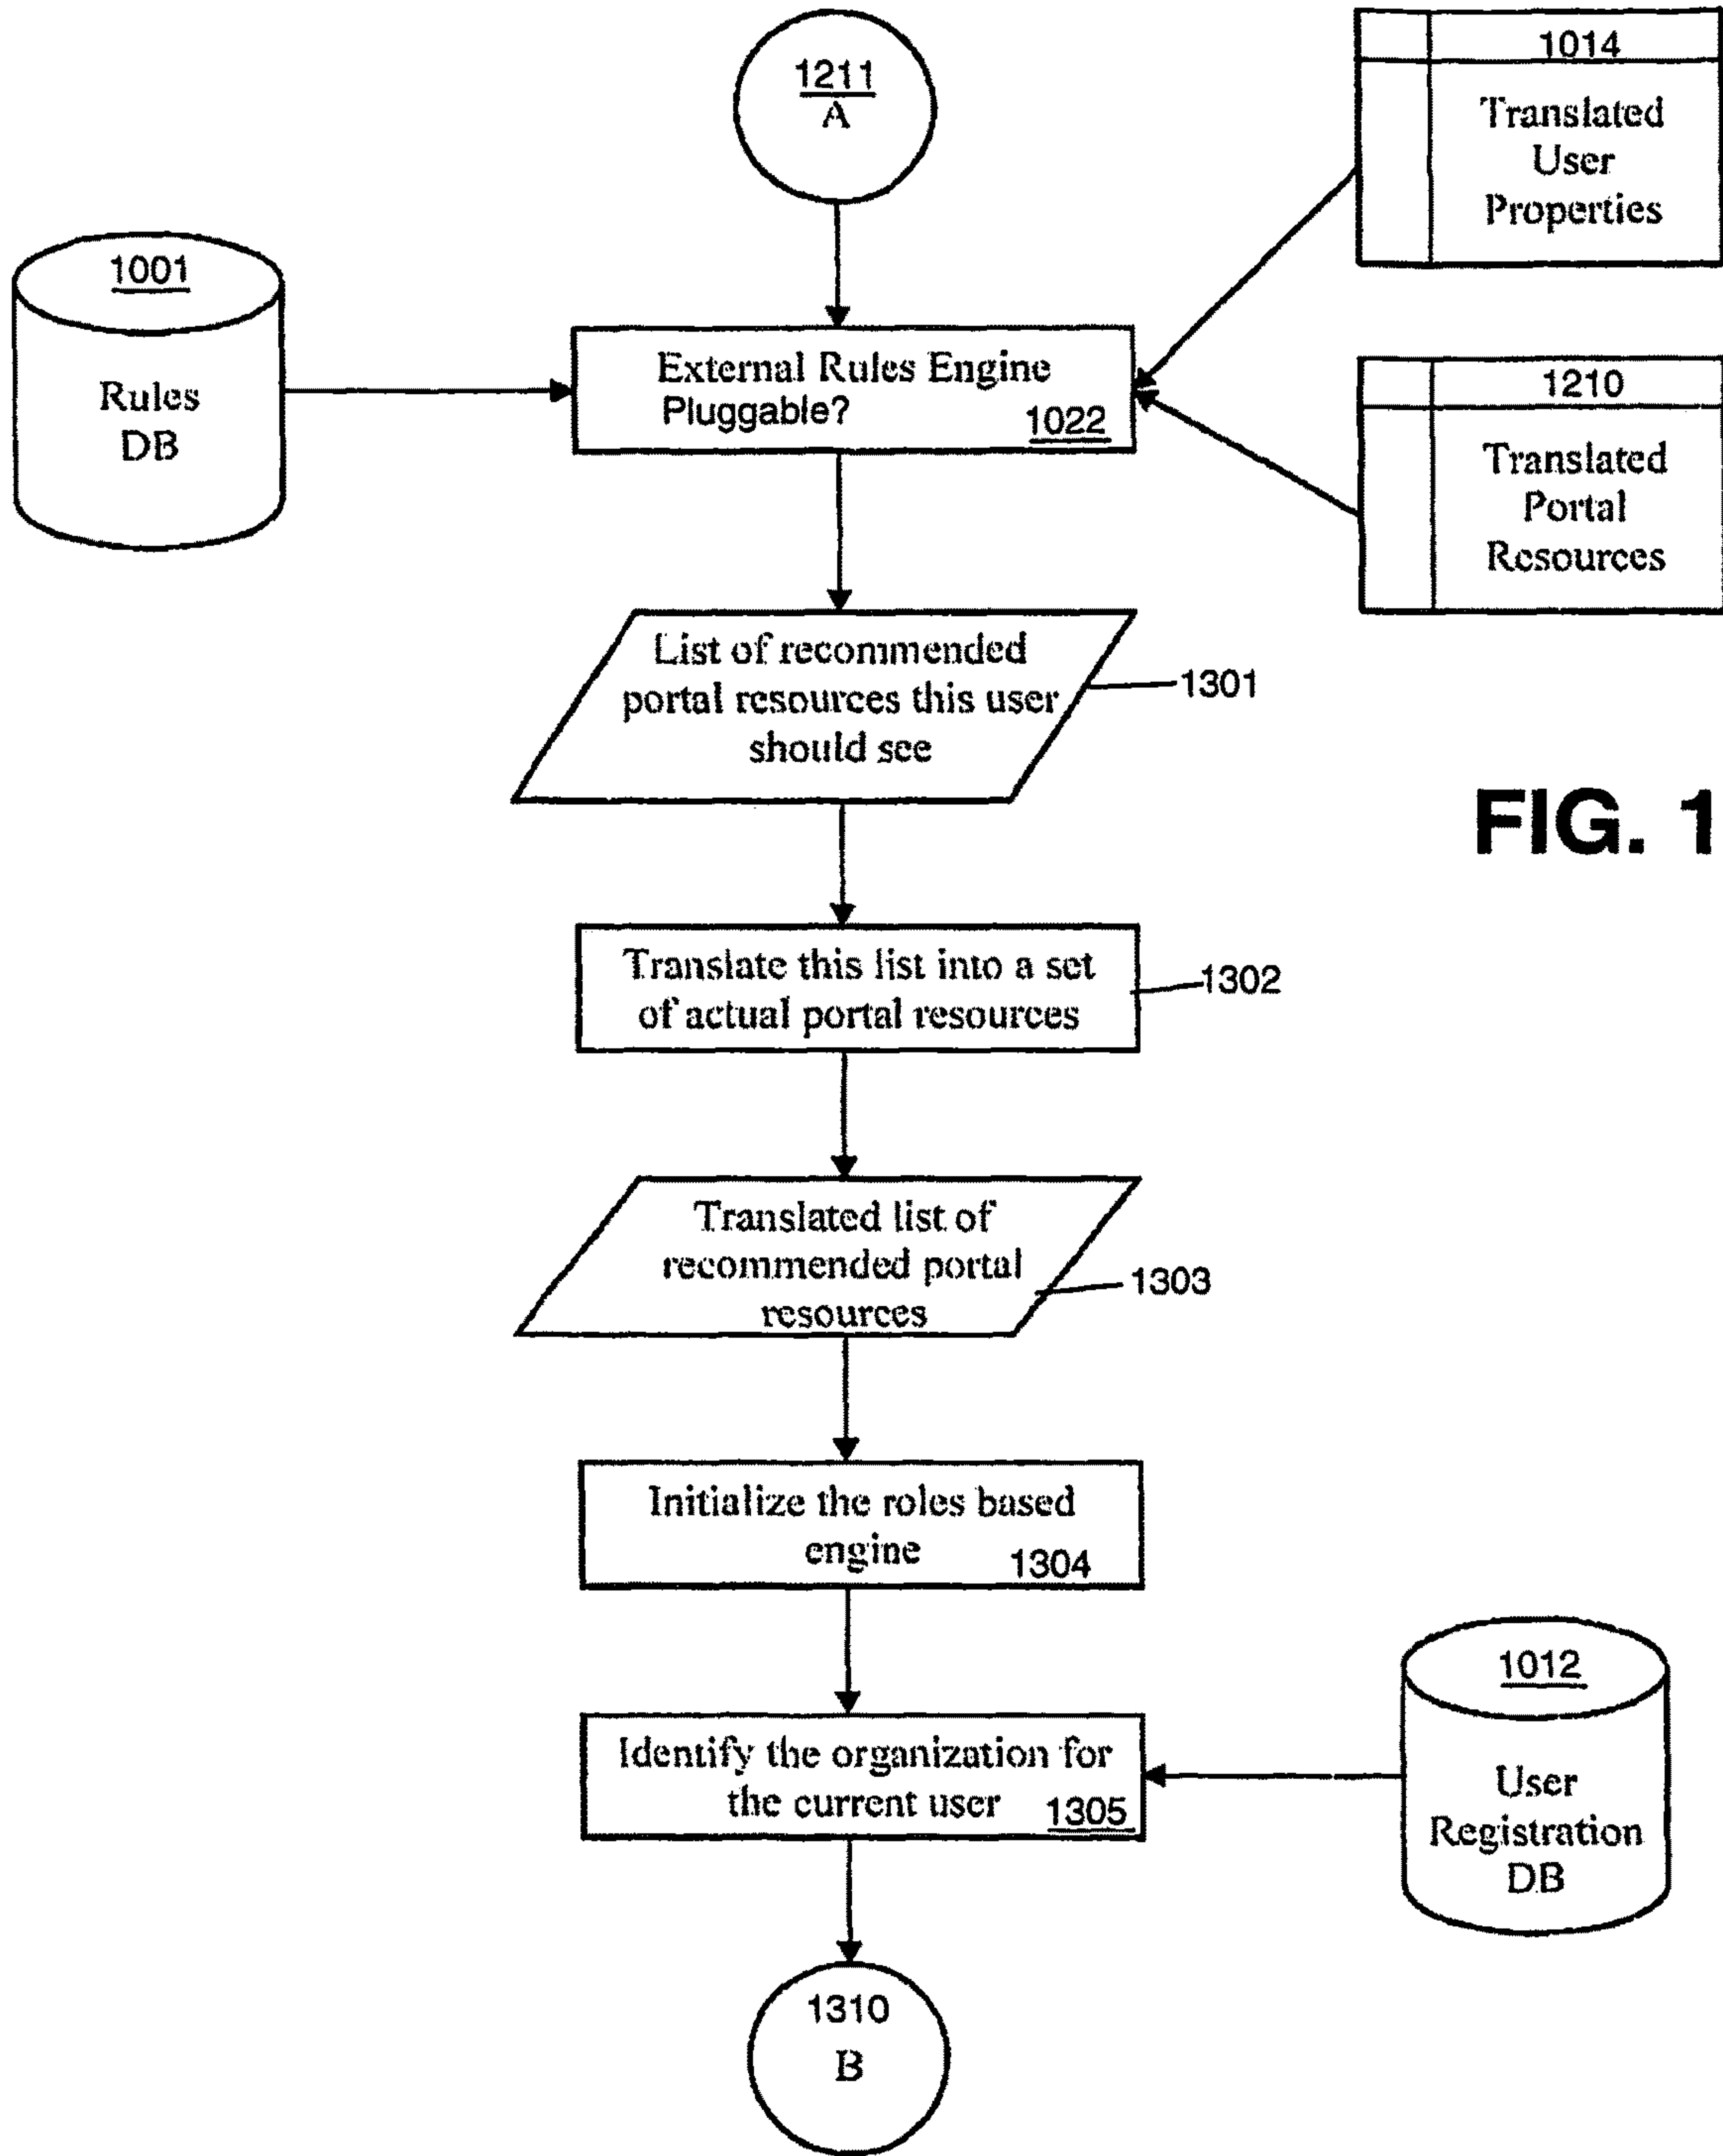 1211
A
1014
Translated
User
Properties
1001
Rules
DB
External Rules Engine
Pluggable?
1022
1210
Translated
Portal
Resources
List of recommended
portal resources this user
should see
1301
FIG. 1
Translate this list into a set
of actual portal resources
1302
Translated list of
recommended portal
resources
1303
Initialize the roles based
engine
1304
Identify the organization for
the current user
1305
1012
User
Registration
DB
1310
B